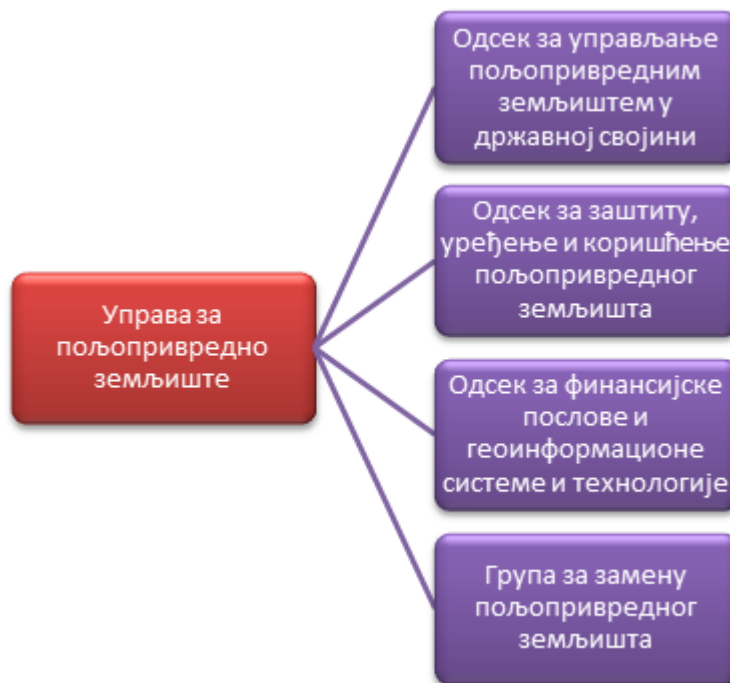 Одсек за управљање
пољопривредним
земљиштем у
државној својини
Одсек за заштиту,
уређење и коришћење
пољопривредног
земљишта
Управа за
пољопривредно
земљиште
Одсек за финансијске
послове и
геоинформационе
системе и технологије
Група за замену
пољопривредног
земљишта